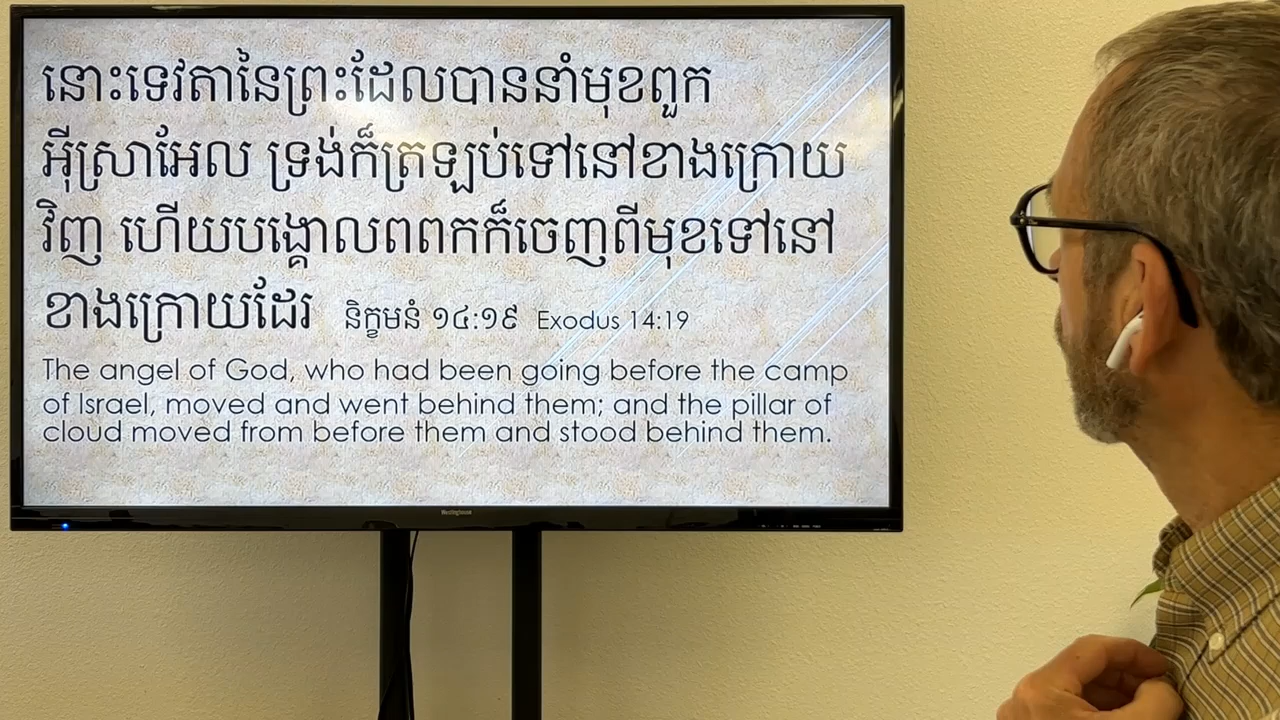 នោះទេវតានៃព្រះដែលបាននាំមុខពួក
អ៊ីស្រាអែល ទ្រង់ក៏ត្រឡប់ទៅនៅខាងក្រោយ
វិញ ហើយបង្គោលពពកក៏ចេញពីមុខទៅនៅ
ខាងក្រោយដែរ និក្ខមនំ ១៤:១៩ Exodus 14:19
The angel of God, who had been going before the camp
of Israel, moved and went behind them; and the pillar of
cloud moved from before them and stood behind them.
Westinghouse